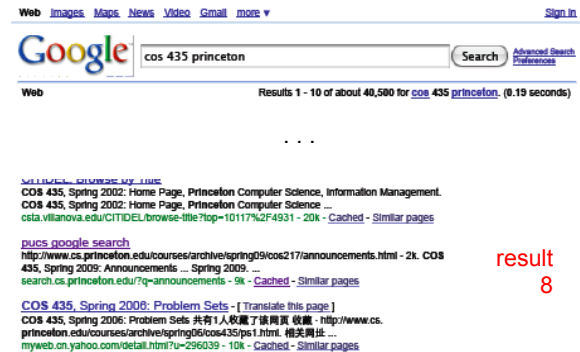 Web Images Maps News Video Gmail more ▼ Sign in
Google cos 435 princeton Search Advanced Search
Preferences
Web Results 1 - 10 of about 40,500 for cos 435 princeton. (0.19 seconds)
. . .
CITIDEL: Browse by Title
COS 435, Spring 2002: Home Page, Princeton Computer Science, Information Management.
COS 435, Spring 2002: Home Page, Princeton Computer Science ...
csta.villanova.edu/CITIDEL/browse-title?top=10117%2F4931 - 20k - Cached - Similar pages
pucs google search
http://www.cs.princeton.edu/courses/archive/spring09/cos217/announcements.html - 2k. COS
435, Spring 2009: Announcements ... Spring 2009. ...
search.cs.princeton.edu/?q=announcements - 9k - Cached - Similar pages
result
8
COS 435, Spring 2006: Problem Sets - [ Translate this page ]
COS 435, Spring 2006: Problem Sets 共有1人收藏了该网页 收藏 - http://www.cs.
princeton.edu/courses/archive/spring06/cos435/ps1.html. 相关网址 ...
myweb.cn.yahoo.com/detail.html?u=296039 - 10k - Cached - Similar pages